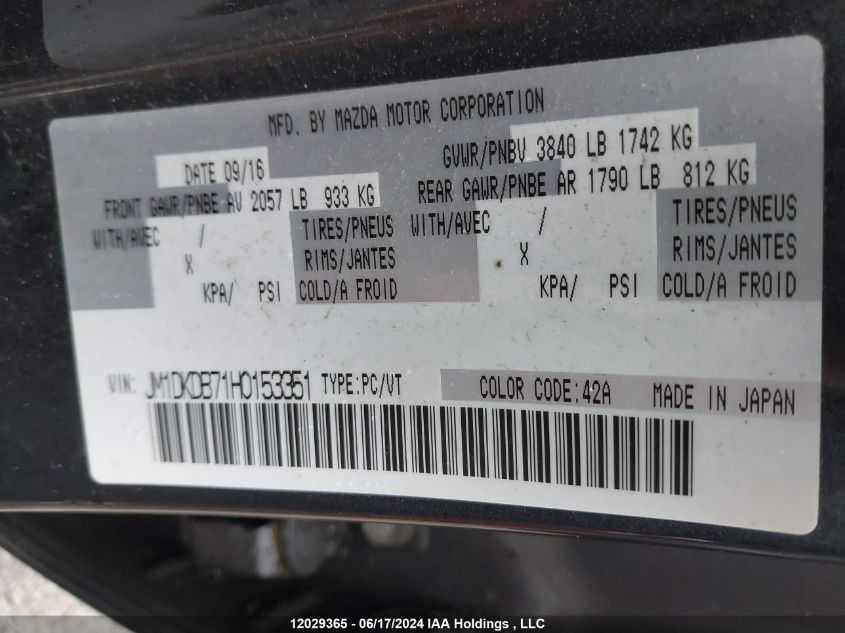 MFD. BY MAZDA MOTOR CORPORATION
DATE 09/16 GVWR/PNBV 3840 LB 1742 KG
FRONT GAWR/PNBE AV 2057 LB 933 KG REAR GAWR/PNBE AR 1790 LB 812 KG
WITH/AVEC / TIRES/PNEUS WITH/AVEC / TIRES/PNEUS
X RIMS/JANTES X RIMS/JANTES
KPA/ PSI COLD/A FROID KPA/ PSI COLD/A FROID
VIN: JM1DKDB71H0153351 TYPE:PC/VT COLOR CODE:42A MADE IN JAPAN
12029365 - 06/17/2024 IAA Holdings , LLC